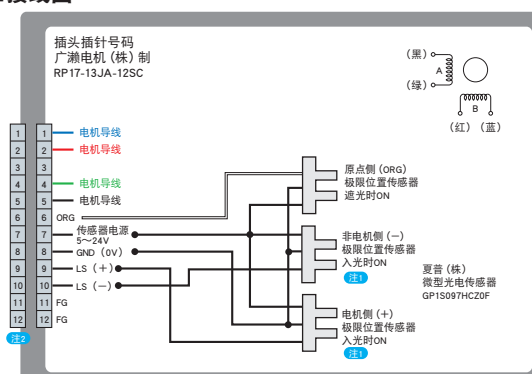 接线图
插头插针号码
广濑电机（株）制
RP17-13JA-12SC
（黑）
A
（绿）
B
（红）（蓝）
1 1 电机导线
2 2 电机导线
3 3
4 4 电机导线
5 5 电机导线
6 6 ORG
7 7 传感器电源
5～24V
8 8 GND（0V）
9 9 LS（＋）
10 10 LS（－）
11 11 FG
12 12 FG
注2
原点侧（ORG）
极限位置传感器
遮光时ON
非电机侧（－）
极限位置传感器
入光时ON
注1
电机侧（＋）
极限位置传感器
入光时ON
注1
夏普（株）
微型光电传感器
GP1S097HCZ0F